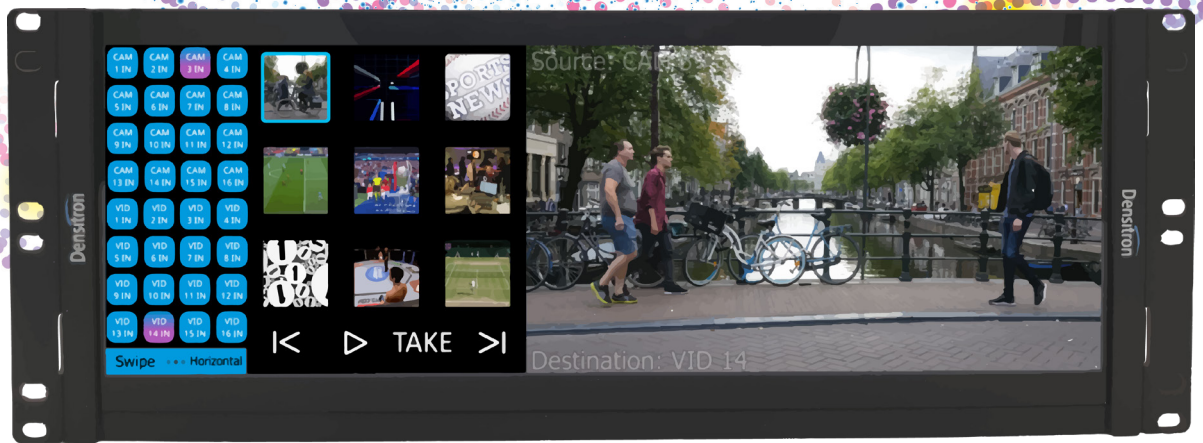 CAM 1 IN
CAM 2 IN
CAM 3 IN
CAM 4 IN
CAM 5 IN
CAM 6 IN
CAM 7 IN
CAM 8 IN
CAM 9 IN
CAM 10 IN
CAM 11 IN
CAM 12 IN
CAM 13 IN
CAM 14 IN
CAM 15 IN
CAM 16 IN
VID 1 IN
VID 2 IN
VID 3 IN
VID 4 IN
VID 5 IN
VID 6 IN
VID 7 IN
VID 8 IN
VID 9 IN
VID 10 IN
VID 11 IN
VID 12 IN
VID 13 IN
VID 14 IN
VID 15 IN
VID 16 IN
Swipe Horizontal
SPORTS
NEWS
TAKE
Source: CAM
Destination: VID 14
Densitron
Densitron